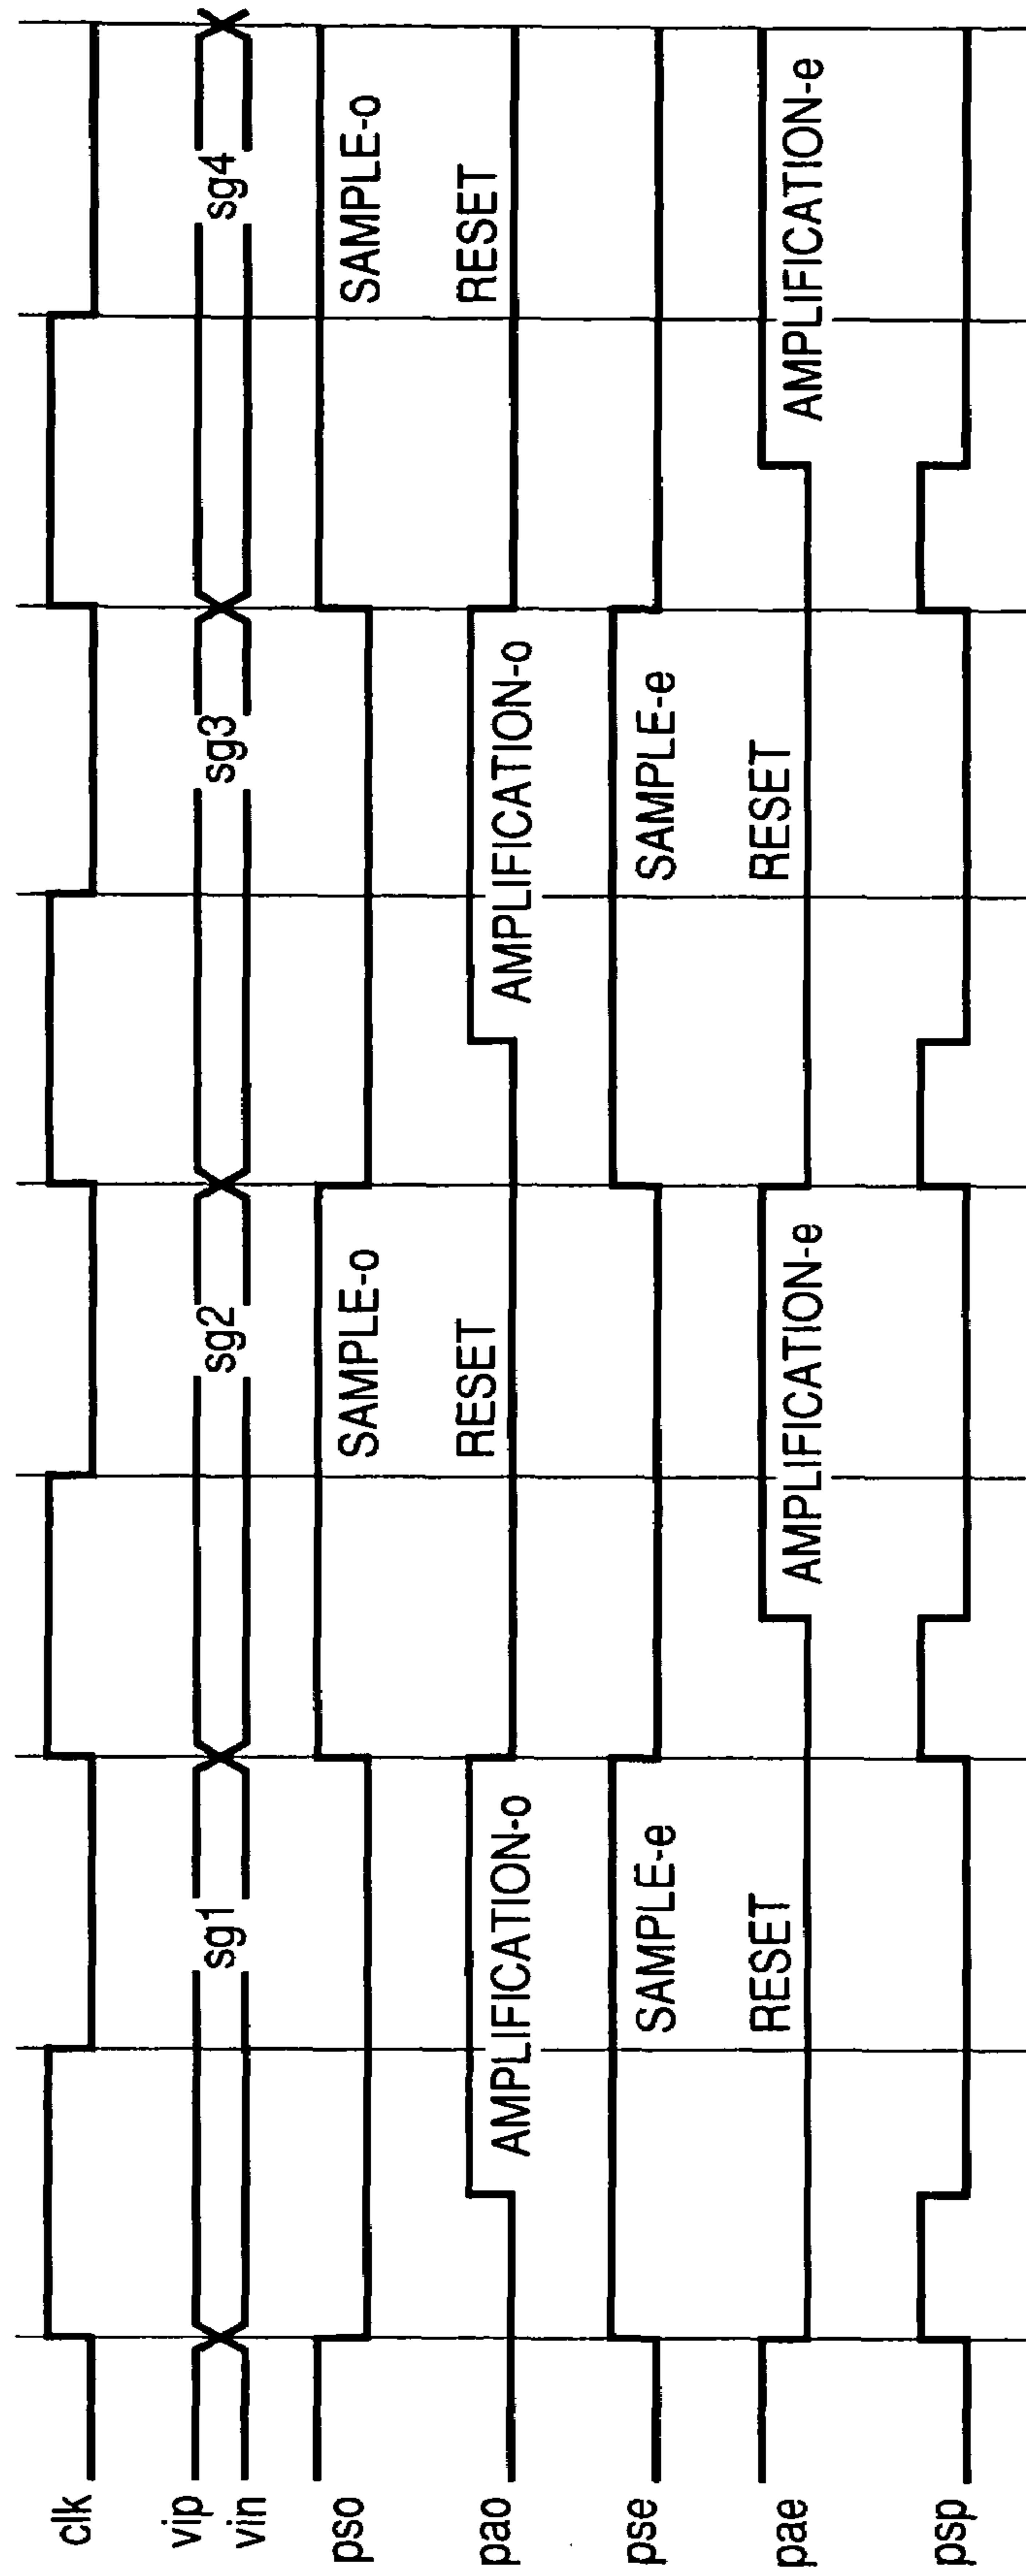 clk
vip
vin
sg1
sg2
sg3
sg4
pso
SAMPLE-o
SAMPLE-o
pao
AMPLIFICATION-o
RESET
AMPLIFICATION-o
RESET
pse
SAMPLE-e
SAMPLE-e
pae
RESET
AMPLIFICATION-e
RESET
AMPLIFICATION-e
psp